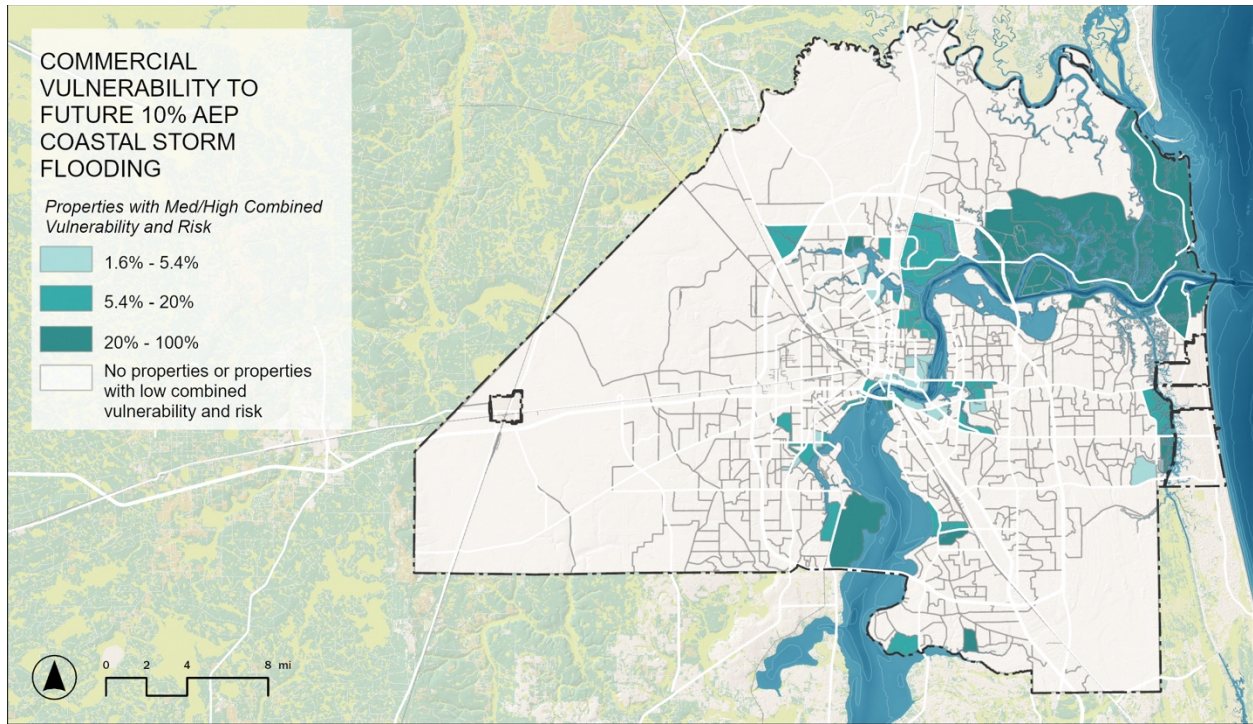 COMMERCIAL
VULNERABILITY TO
FUTURE 10% AEP
COASTAL STORM
FLOODING
Properties with Med/High Combined
Vulnerability and Risk
1.6% - 5.4%
5.4% - 20%
20% - 100%
No properties or properties
with low combined
vulnerability and risk
0 2 4 8 mi